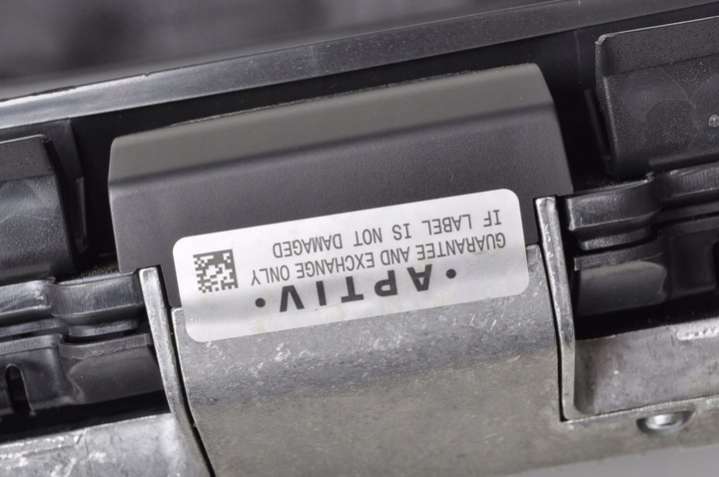 • APTIV •
GUARANTEE AND EXCHANGE ONLY
IF LABEL IS NOT DAMAGED